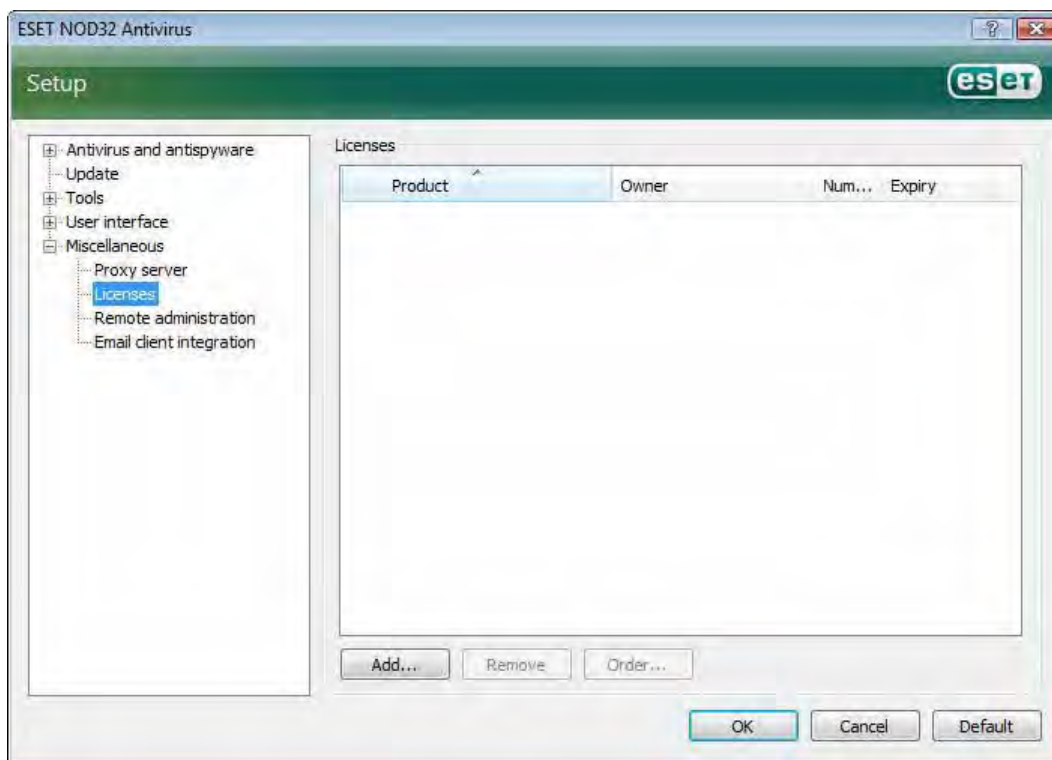 ESET NOD32 Antivirus
?
Setup
eset
Antivirus and antispyware
Update
Tools
User interface
Miscellaneous
Proxy server
Licenses
Remote administration
Email client integration
Licenses
Product Owner Num... Expiry
Add... Remove Order...
OK Cancel Default